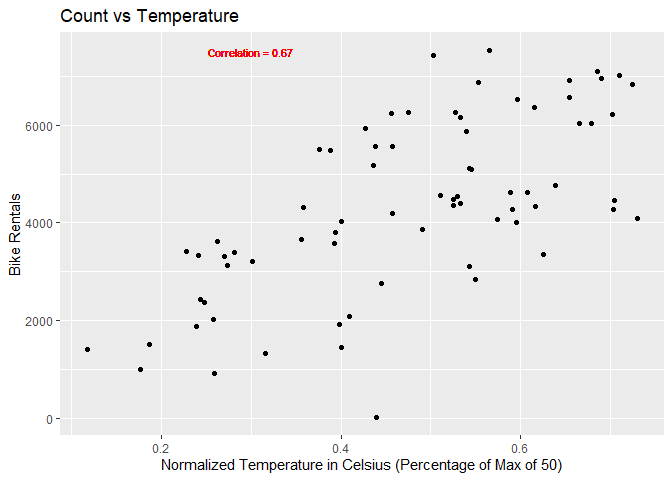 Count vs Temperature
Correlation = 0.67
Bike Rentals
6000
4000
2000
0
0.2
0.4
0.6
Normalized Temperature in Celsius (Percentage of Max of 50)